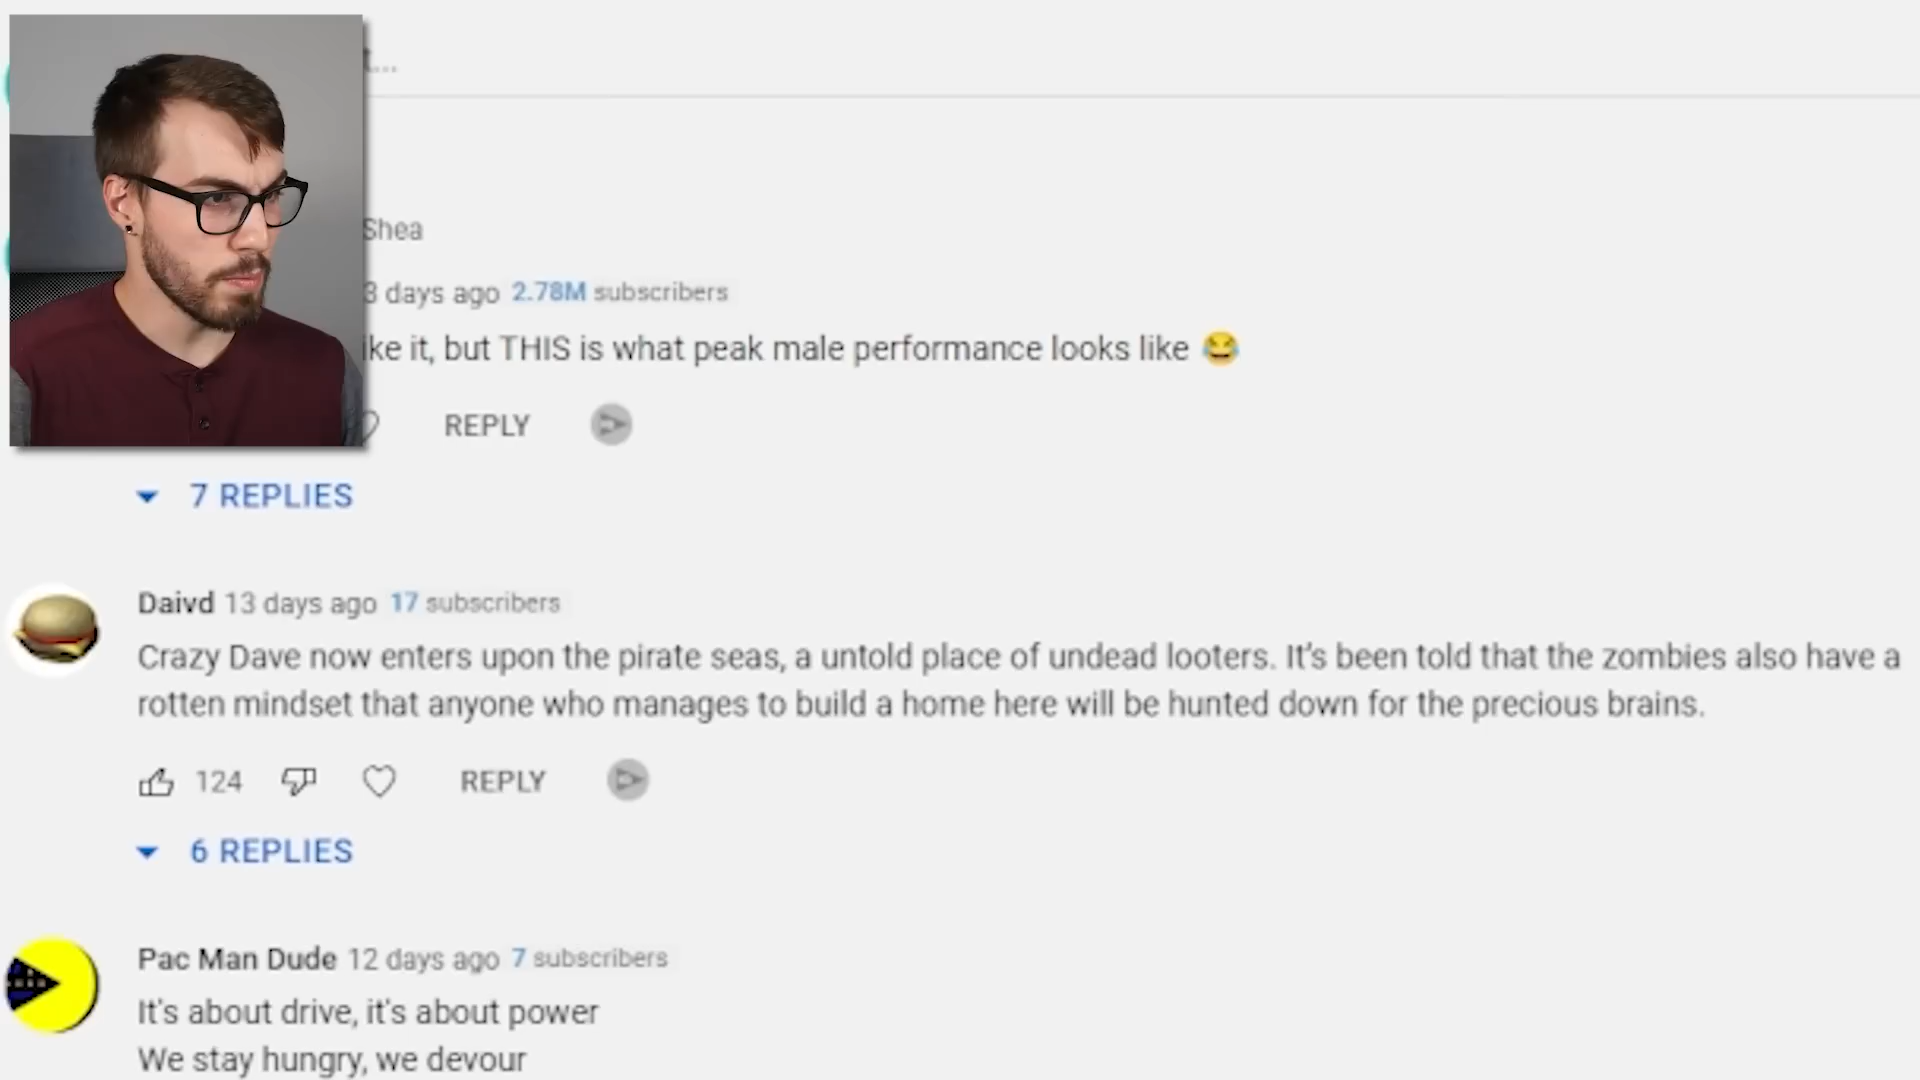 t...
Shea
3 days ago 2.78M subscribers
ike it, but THIS is what peak male performance looks like 😂
REPLY
7 REPLIES
Daivd 13 days ago 17 subscribers
Crazy Dave now enters upon the pirate seas, a untold place of undead looters. It's been told that the zombies also have a
rotten mindset that anyone who manages to build a home here will be hunted down for the precious brains.
124 REPLY
6 REPLIES
Pac Man Dude 12 days ago 7 subscribers
It's about drive, it's about power
We stay hungry, we devour